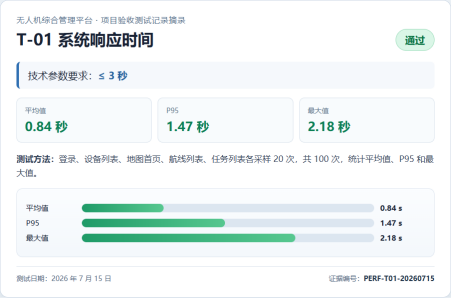 无人机综合管理平台 · 项目验收测试记录摘录
T-01 系统响应时间
通过
技术参数要求：≤ 3 秒
平均值
0.84 秒
P95
1.47 秒
最大值
2.18 秒
测试方法：登录、设备列表、地图首页、航线列表、任务列表各采样 20 次，共 100 次，统计平均值、P95 和最
大值。
平均值 0.84 s
P95 1.47 s
最大值 2.18 s
测试日期：2026 年 7 月 15 日
证据编号：PERF-T01-20260715